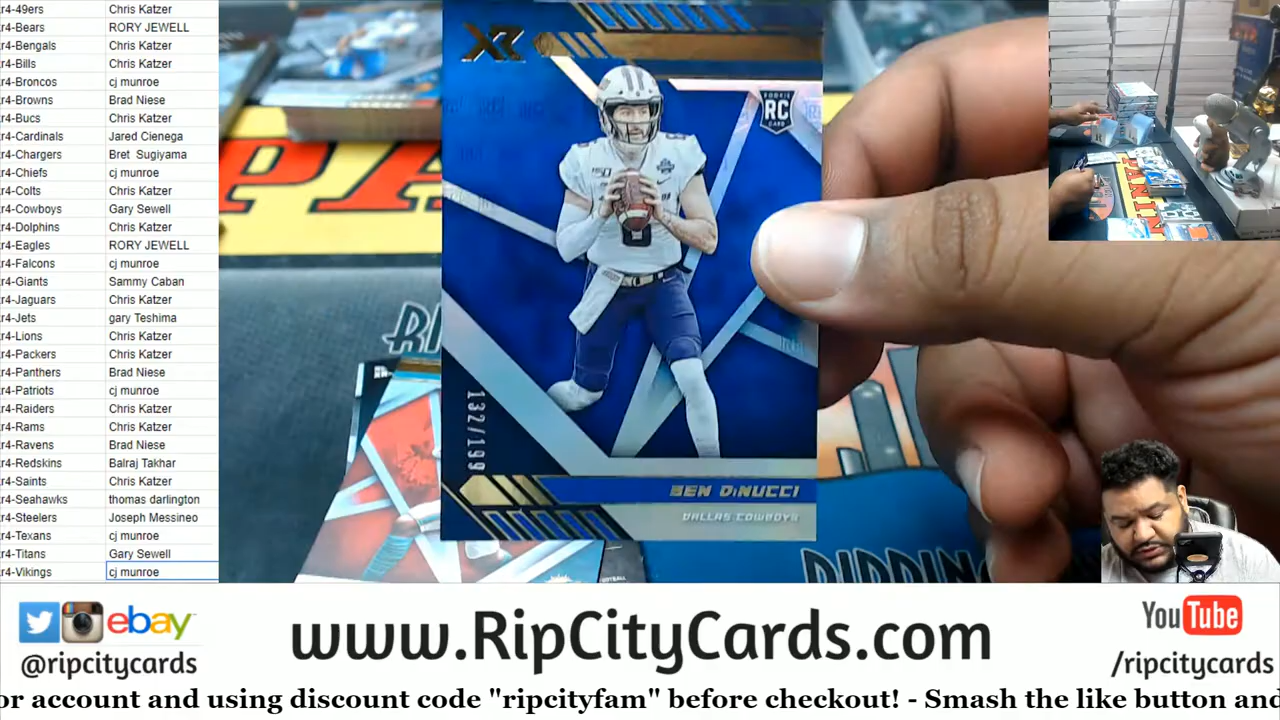 r4-49ers Chris Katzer
r4-Bears RORY JEWELL
r4-Bengals Chris Katzer
r4-Bills Chris Katzer
r4-Broncos cj munroe
r4-Browns Brad Niese
r4-Bucs Chris Katzer
r4-Cardinals Jared Cienega
r4-Chargers Bret Sugiyama
r4-Chiefs cj munroe
r4-Colts Chris Katzer
r4-Cowboys Gary Sewell
r4-Dolphins Chris Katzer
r4-Eagles RORY JEWELL
r4-Falcons cj munroe
r4-Giants Sammy Caban
r4-Jaguars Chris Katzer
r4-Jets gary Teshima
r4-Lions Chris Katzer
r4-Packers Chris Katzer
r4-Panthers Brad Niese
r4-Patriots cj munroe
r4-Raiders Chris Katzer
r4-Rams Chris Katzer
r4-Ravens Brad Niese
r4-Redskins Balraj Takhar
r4-Saints Chris Katzer
r4-Seahawks thomas darlington
r4-Steelers Joseph Messineo
r4-Texans cj munroe
r4-Titans Gary Sewell
r4-Vikings cj munroe
XR
ROOKIE
RC
CARD
150
6
132/199
BEN DiNUCCI
DALLAS COWBOYS
PA
RI
RIPPIN
PANINI
ebay
@ripcitycards
www.RipCityCards.com
YouTube
/ripcitycards
or account and using discount code "ripcityfam" before checkout! - Smash the like button and